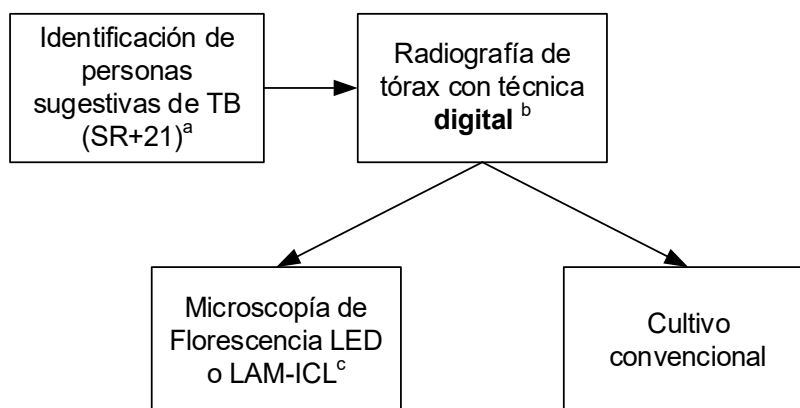 Identificación de
personas
sugestivas de TB
(SR+21)ᵃ
Radiografía de
tórax con técnica
digital ᵇ
Microscopía de
Florescencia LED
o LAM-ICLᶜ
Cultivo
convencional